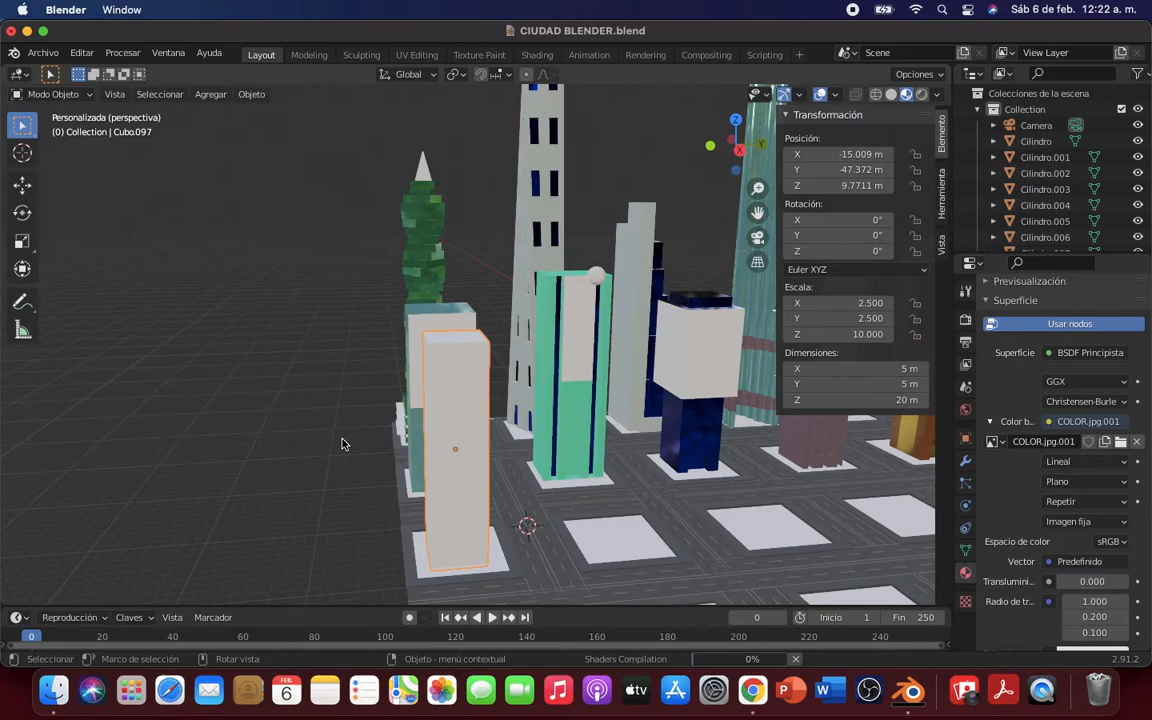 Blender Window
Sáb 6 de feb. 12:22 a. m.
CIUDAD BLENDER.blend
Archivo Editar Procesar Ventana Ayuda
Layout Modeling Sculpting UV Editing Texture Paint Shading Animation Rendering Compositing Scripting +
Scene
View Layer
Global
Opciones
Modo Objeto Vista Seleccionar Agregar Objeto
Personalizada (perspectiva)
(0) Collection | Cubo.097
Z
Y
X
Transformación
Posición:
X -15.009 m
Y -47.372 m
Z 9.7711 m
Rotación:
X 0°
Y 0°
Z 0°
Euler XYZ
Escala:
X 2.500
Y 2.500
Z 10.000
Dimensiones:
X 5 m
Y 5 m
Z 20 m
Elemento
Herramienta
Vista
Colecciones de la escena
Collection
Camera
Cilindro
Cilindro.001
Cilindro.002
Cilindro.003
Cilindro.004
Cilindro.005
Cilindro.006
Previsualización
Superficie
Usar nodos
Superficie BSDF Principista
GGX
Christensen-Burle
Color b... COLOR.jpg.001
COLOR.jpg.001
Lineal
Plano
Repetir
Imagen fija
Espacio de color sRGB
Vector Predefinido
Translumini... 0.000
Radio de tr... 1.000
0.200
0.100
Reproducción Claves Vista Marcador
0 Inicio 1 Fin 250
0 20 40 60 80 100 120 140 160 180 200 220 240
Seleccionar Marco de selección Rotar vista Objeto - menú contextual Shaders Compilation 0% 2.91.2
FEB
6